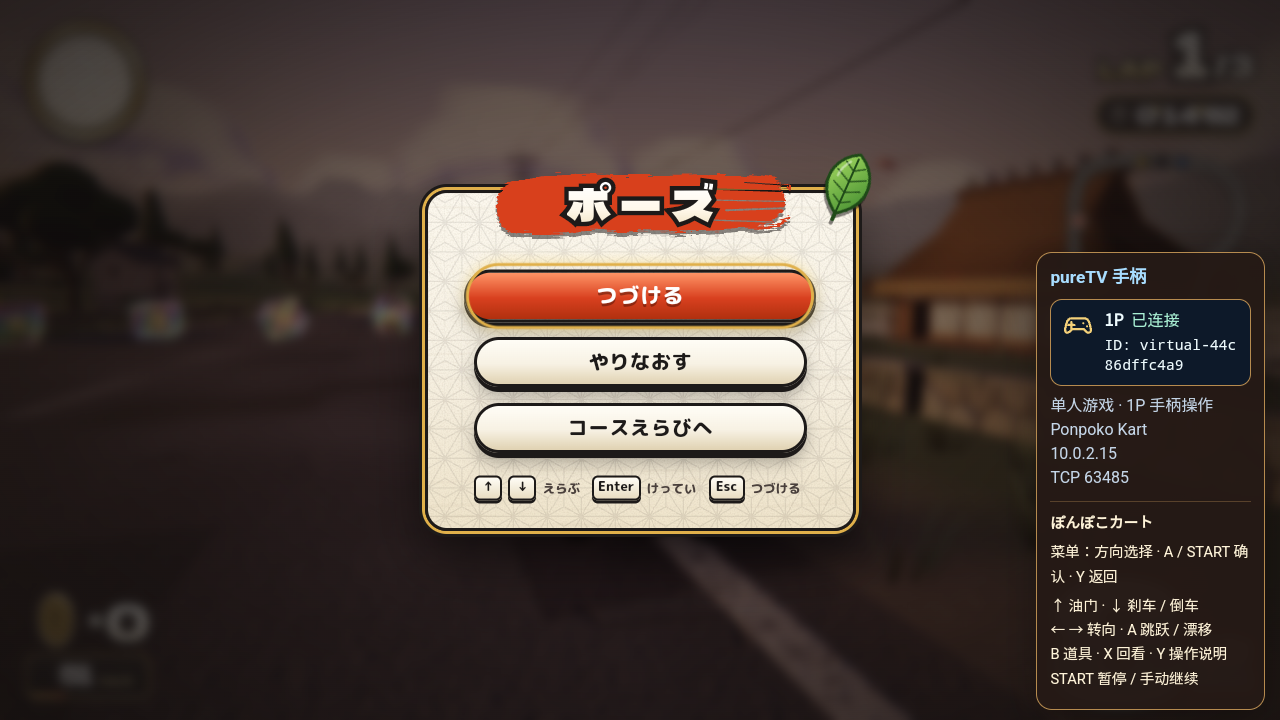 ポーズ
つづける
やりなおす
コースえらびへ
↑ ↓ えらぶ Enter けってい Esc つづける
1
pureTV 手柄
1P 已连接
ID: virtual-44c
86dffc4a9
单人游戏 · 1P 手柄操作
Ponpoko Kart
10.0.2.15
TCP 63485
ぽんぽこカート
菜单：方向选择 · A / START 确
认 · Y 返回
↑ 油门 · ↓ 刹车 / 倒车
← → 转向 · A 跳跃 / 漂移
B 道具 · X 回看 · Y 操作说明
START 暂停 / 手动继续